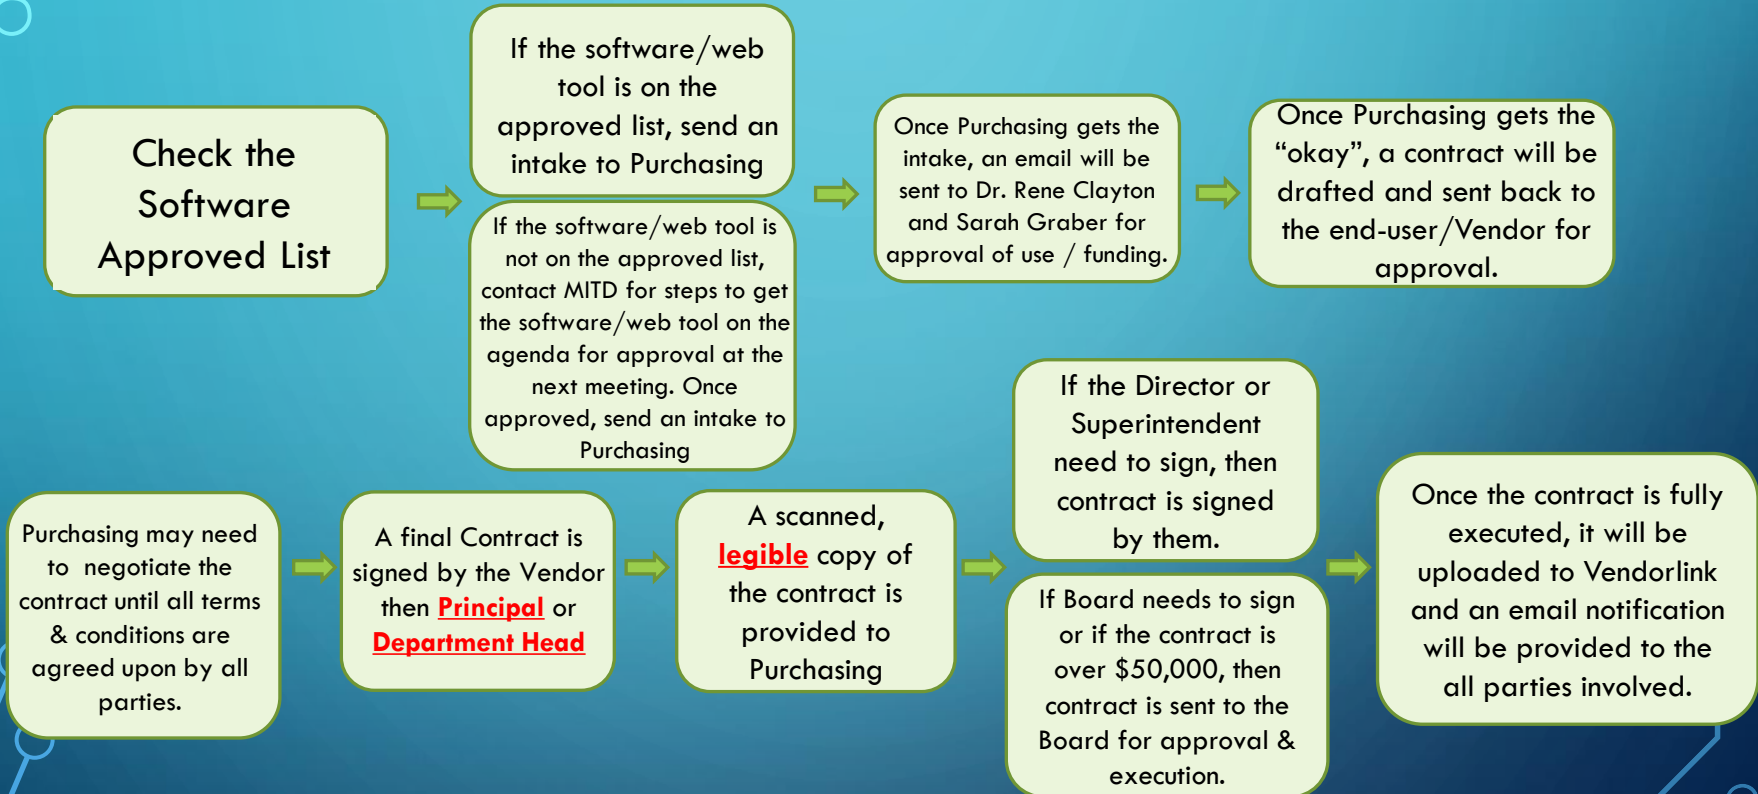 Check the
Software
Approved List
If the software/web
tool is on the
approved list, send an
intake to Purchasing
If the software/web tool is
not on the approved list,
contact MITD for steps to get
the software/web tool on the
agenda for approval at the
next meeting. Once
approved, send an intake to
Purchasing
Once Purchasing gets the
intake, an email will be
sent to Dr. Rene Clayton
and Sarah Graber for
approval of use / funding.
Once Purchasing gets the
“okay”, a contract will be
drafted and sent back to
the end-user/Vendor for
approval.
Purchasing may need
to negotiate the
contract until all terms
& conditions are
agreed upon by all
parties.
A final Contract is
signed by the Vendor
then Principal or
Department Head
A scanned,
legible copy of
the contract is
provided to
Purchasing
If the Director or
Superintendent
need to sign, then
contract is signed
by them.
If Board needs to sign
or if the contract is
over $50,000, then
contract is sent to the
Board for approval &
execution.
Once the contract is fully
executed, it will be
uploaded to Vendorlink
and an email notification
will be provided to the
all parties involved.